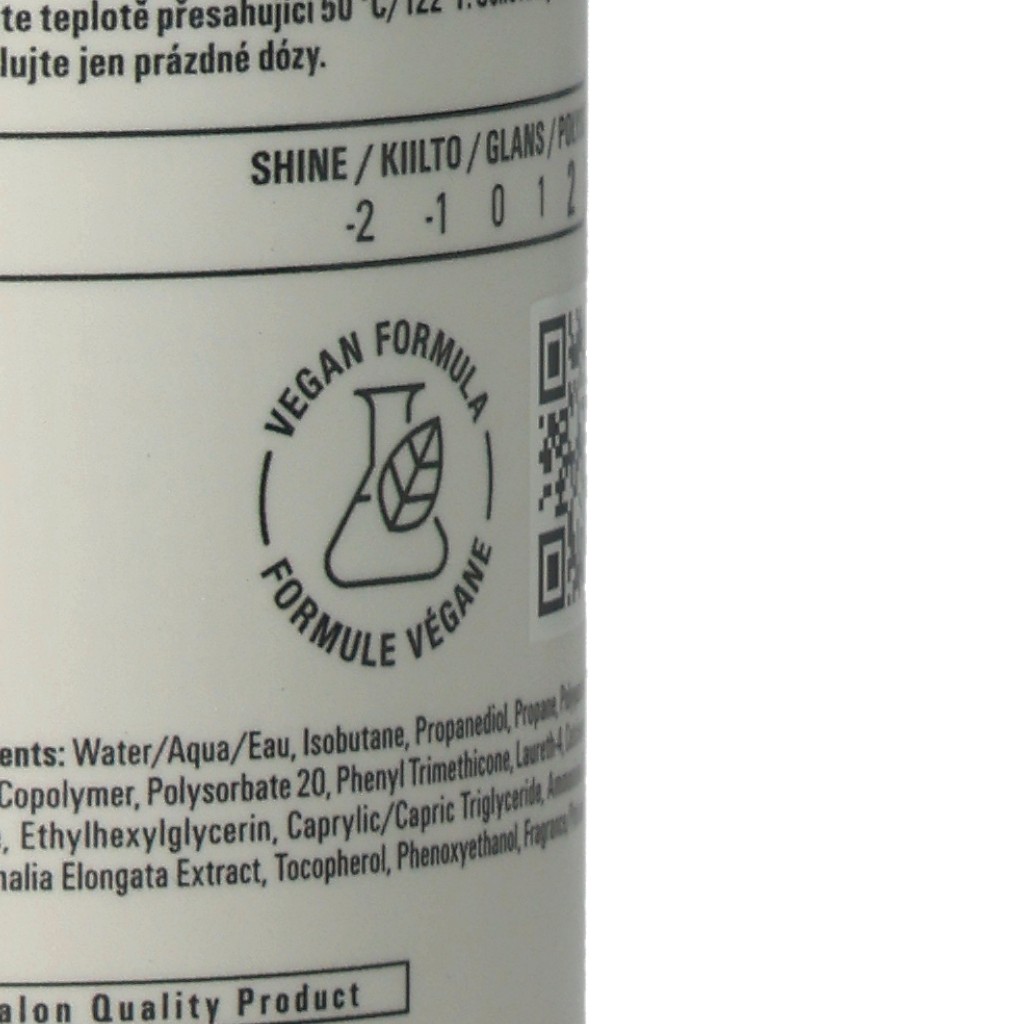 te teplotě přesahující 50 °C/122 °F.
lujte jen prázdné dózy.
SHINE / KIILTO / GLANS /
-2 -1 0 1 2
VEGAN FORMULA
FORMULE VÉGANE
ents: Water/Aqua/Eau, Isobutane, Propanediol, Propane,
Copolymer, Polysorbate 20, Phenyl Trimethicone, Laureth-4,
, Ethylhexylglycerin, Caprylic/Capric Triglyceride,
Elongata Extract, Tocopherol, Phenoxyethanol,
alon Quality Product